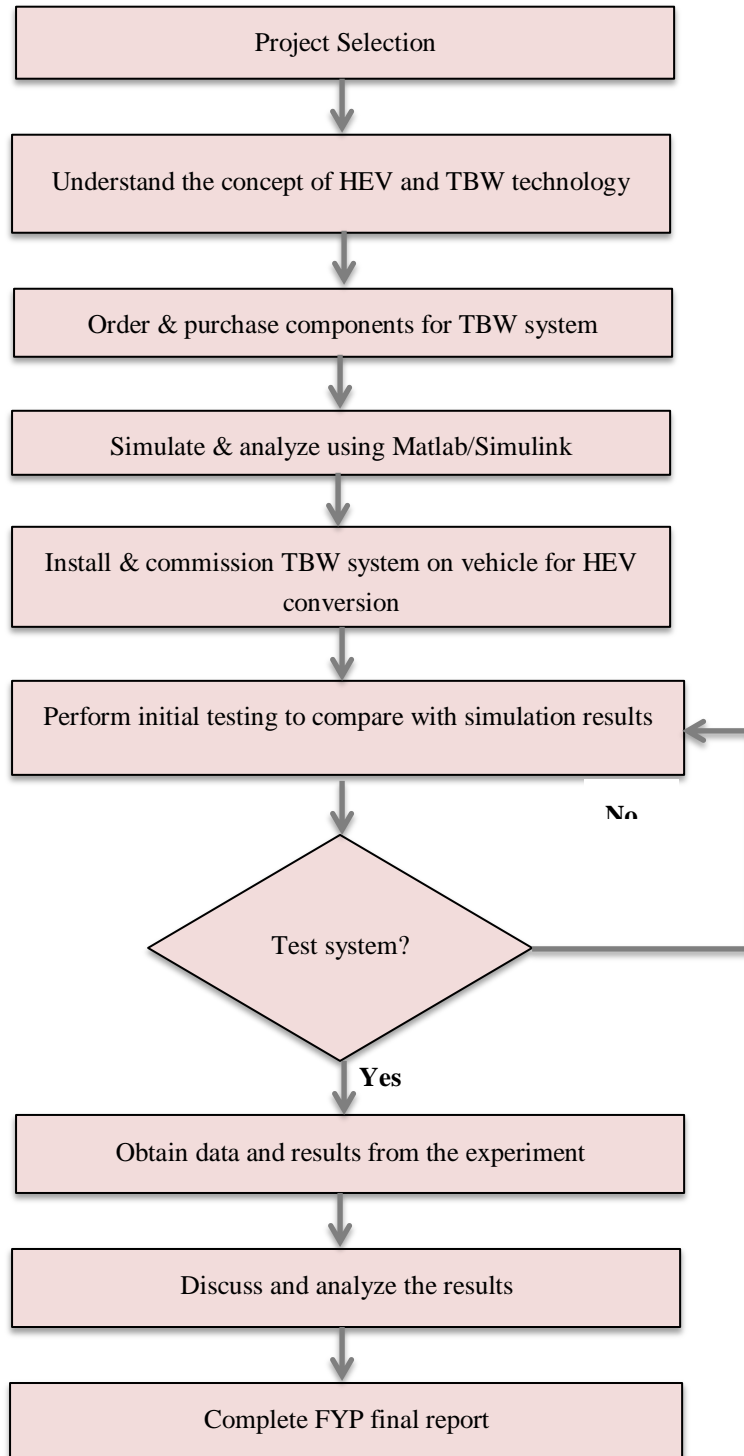 Project Selection
Understand the concept of HEV and TBW technology
Order & purchase components for TBW system
Simulate & analyze using Matlab/Simulink
Install & commission TBW system on vehicle for HEV
conversion
Perform initial testing to compare with simulation results
No
Test system?
Yes
Obtain data and results from the experiment
Discuss and analyze the results
Complete FYP final report